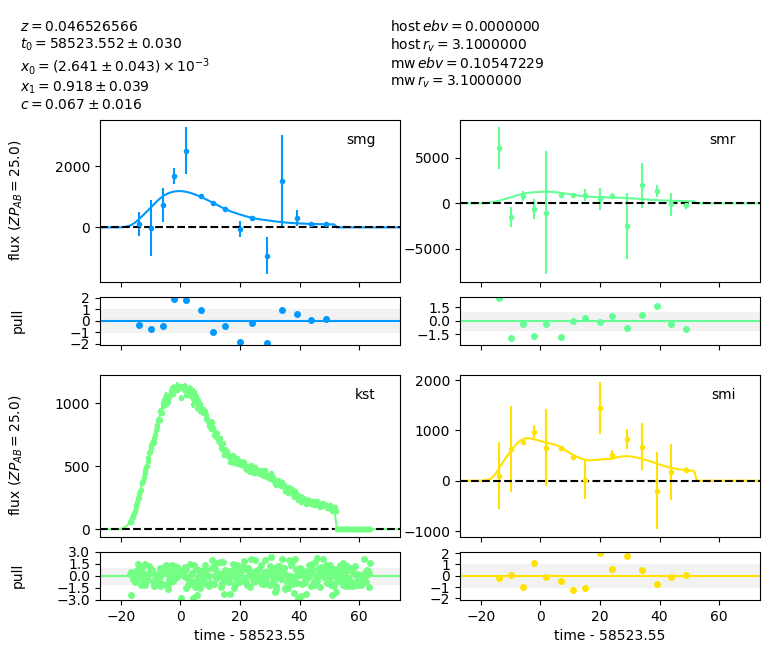 z = 0.046526566
t₀ = 58523.552 ± 0.030
x₀ = (2.641 ± 0.043) × 10⁻³
x₁ = 0.918 ± 0.039
c = 0.067 ± 0.016
host ebv = 0.0000000
host r_v = 3.1000000
mw ebv = 0.10547229
mw r_v = 3.1000000
flux (ZP_AB = 25.0)
2000
0
smg
5000
0
−5000
smr
pull
2
1
0
−1
−2
1.5
0.0
−1.5
flux (ZP_AB = 25.0)
1000
500
0
kst
2000
1000
0
−1000
smi
pull
3.0
1.5
0.0
−1.5
−3.0
2
1
0
−1
−2
−20 0 20 40 60
time - 58523.55
−20 0 20 40 60
time - 58523.55